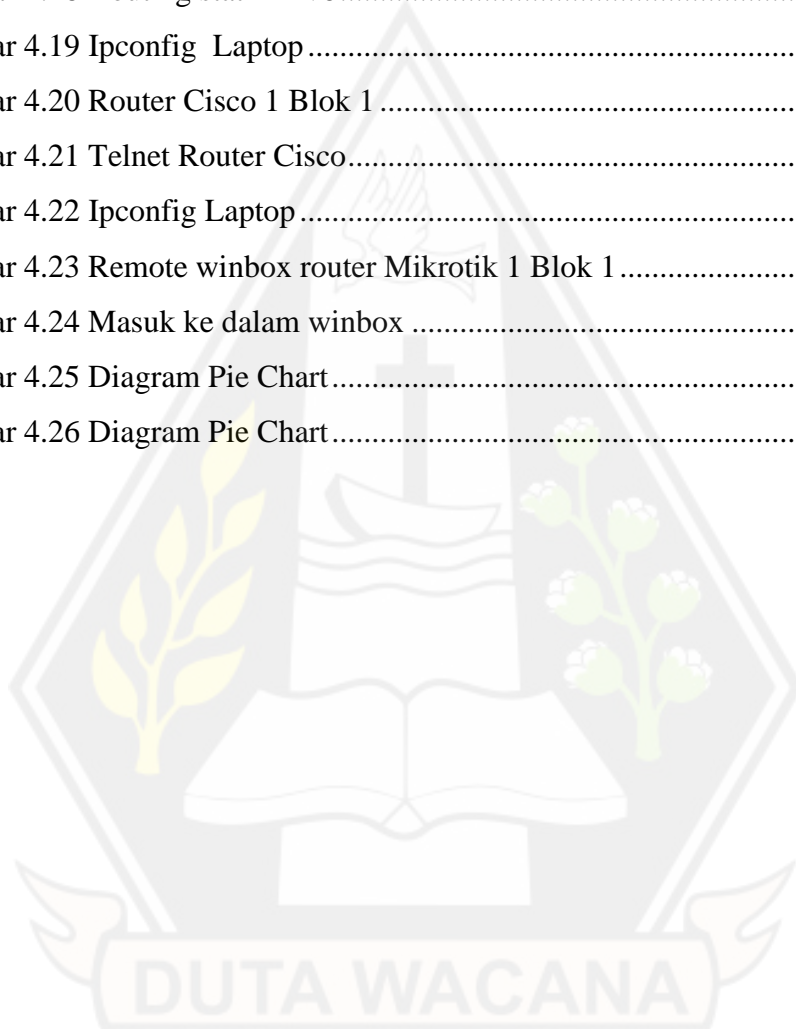 ar 4.19 Ipconfig  Laptop ....................................................................
ar 4.20 Router Cisco 1 Blok 1 ...........................................................
ar 4.21 Telnet Router Cisco...............................................................
ar 4.22 Ipconfig Laptop .....................................................................
ar 4.23 Remote winbox router Mikrotik 1 Blok 1 .............................
ar 4.24 Masuk ke dalam winbox .......................................................
ar 4.25 Diagram Pie Chart .................................................................
ar 4.26 Diagram Pie Chart .................................................................
DUTA WACANA